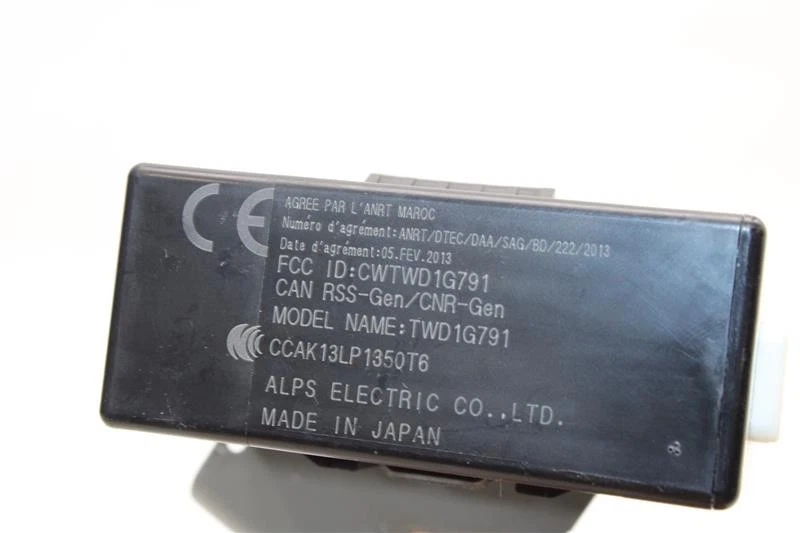 CE
AGREE PAR L'ANRT MAROC
Numéro d'agrément:ANRT/DTEC/DAA/SAG/BD/222/2013
Date d'agrément:05.FEV.2013
FCC ID:CWTWD1G791
CAN RSS-Gen/CNR-Gen
MODEL NAME:TWD1G791
CCAK13LP1350T6
ALPS ELECTRIC CO.,LTD.
MADE IN JAPAN